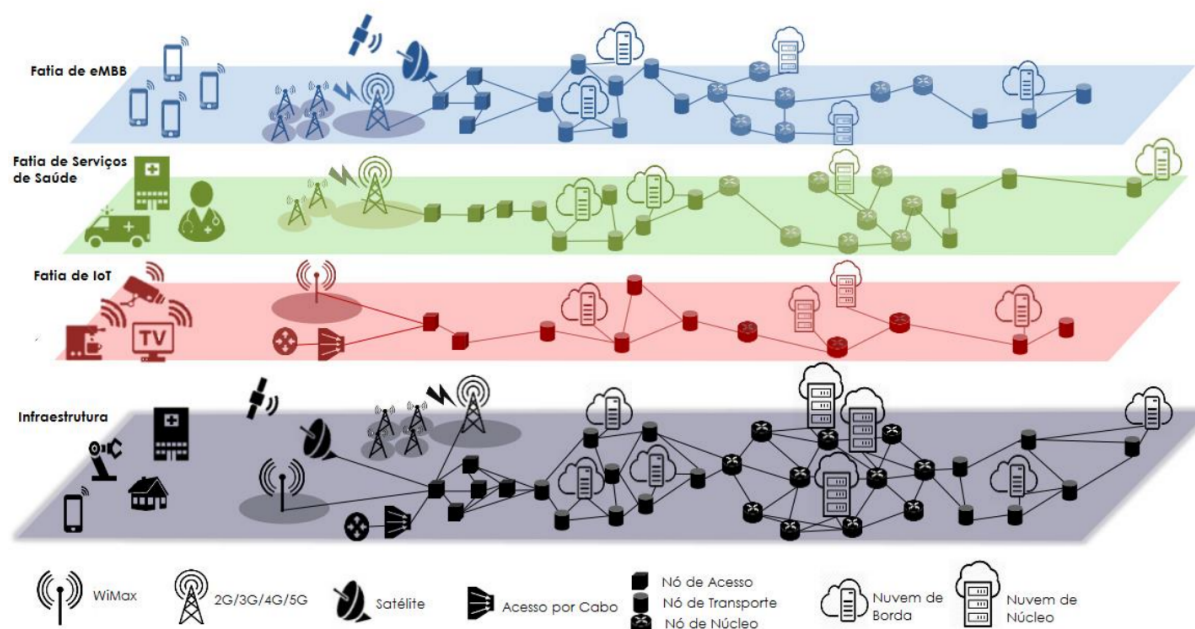 Fatia de eMBB
Fatia de Serviços
de Saúde
Fatia de IoT
TV
Infraestrutura
WiMax
2G/3G/4G/5G
Satélite
Acesso por Cabo
Nó de Acesso
Nó de Transporte
Nó de Núcleo
Nuvem de
Borda
Nuvem de
Núcleo